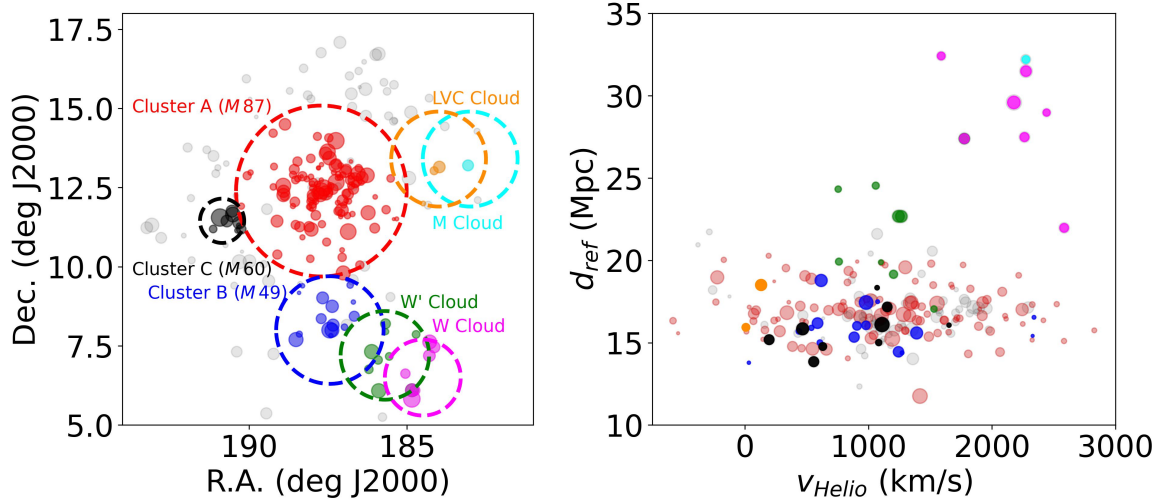 17.5
15.0
12.5
10.0
7.5
5.0
Dec. (deg J2000)
190
185
R.A. (deg J2000)
Cluster A (M87)
LVC Cloud
M Cloud
Cluster C (M60)
Cluster B (M49)
W' Cloud
W Cloud
35
30
25
20
15
10
d_ref (Mpc)
0
1000
2000
3000
v_Helio (km/s)